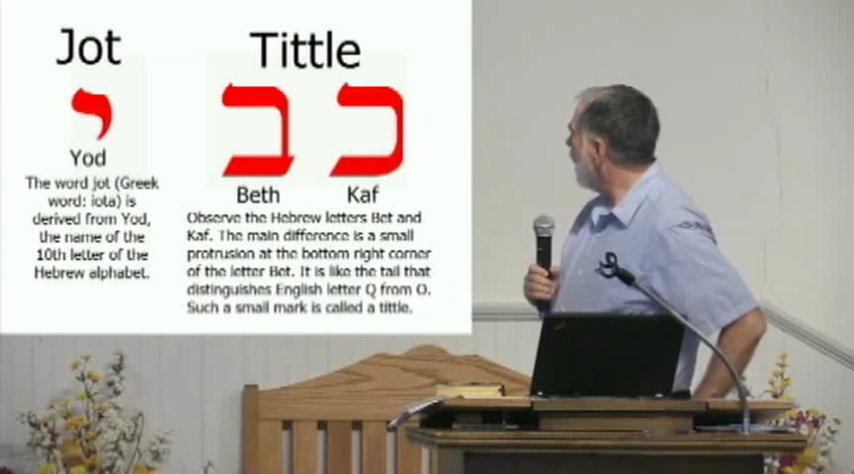 Jot
י
Yod
The word jot (Greek
word: iota) is
derived from Yod,
the name of the
10th letter of the
Hebrew alphabet.
Tittle
ב כ
Beth Kaf
Observe the Hebrew letters Bet and
Kaf. The main difference is a small
protrusion at the bottom right corner
of the letter Bet. It is like the tail that
distinguishes English letter Q from O.
Such a small mark is called a tittle.